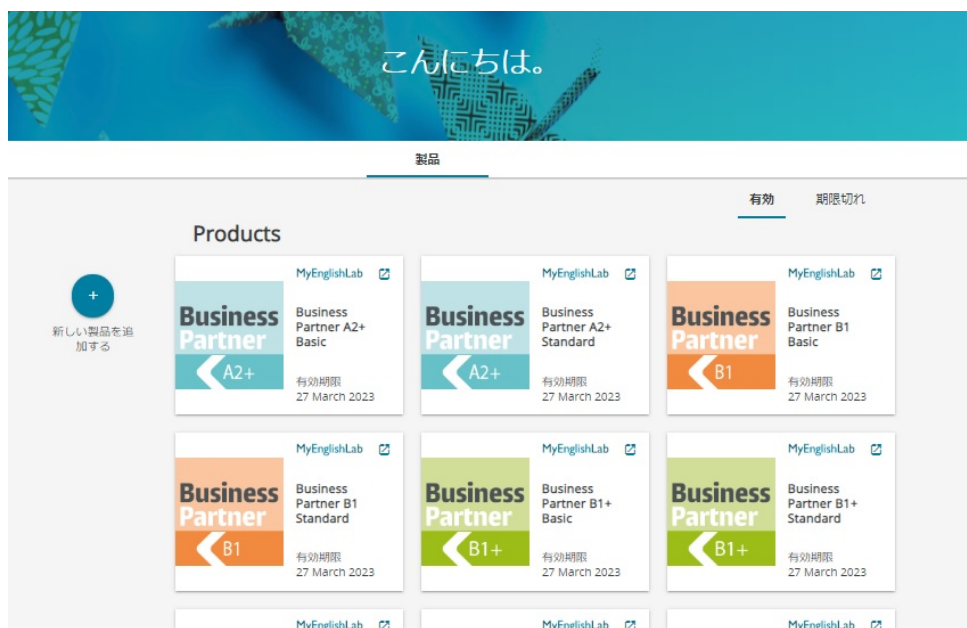 こんにちは。
製品
有効 期限切れ
Products
+
新しい製品を追
加する
MyEnglishLab
Business
Partner
A2+
Business
Partner A2+
Basic
有効期限
27 March 2023
MyEnglishLab
Business
Partner
A2+
Business
Partner A2+
Standard
有効期限
27 March 2023
MyEnglishLab
Business
Partner
B1
Business
Partner B1
Basic
有効期限
27 March 2023
MyEnglishLab
Business
Partner
B1
Business
Partner B1
Standard
有効期限
27 March 2023
MyEnglishLab
Business
Partner
B1+
Business
Partner B1+
Basic
有効期限
27 March 2023
MyEnglishLab
Business
Partner
B1+
Business
Partner B1+
Standard
有効期限
27 March 2023
MyEnglishLab
MyEnglishLab
MyEnglishLab